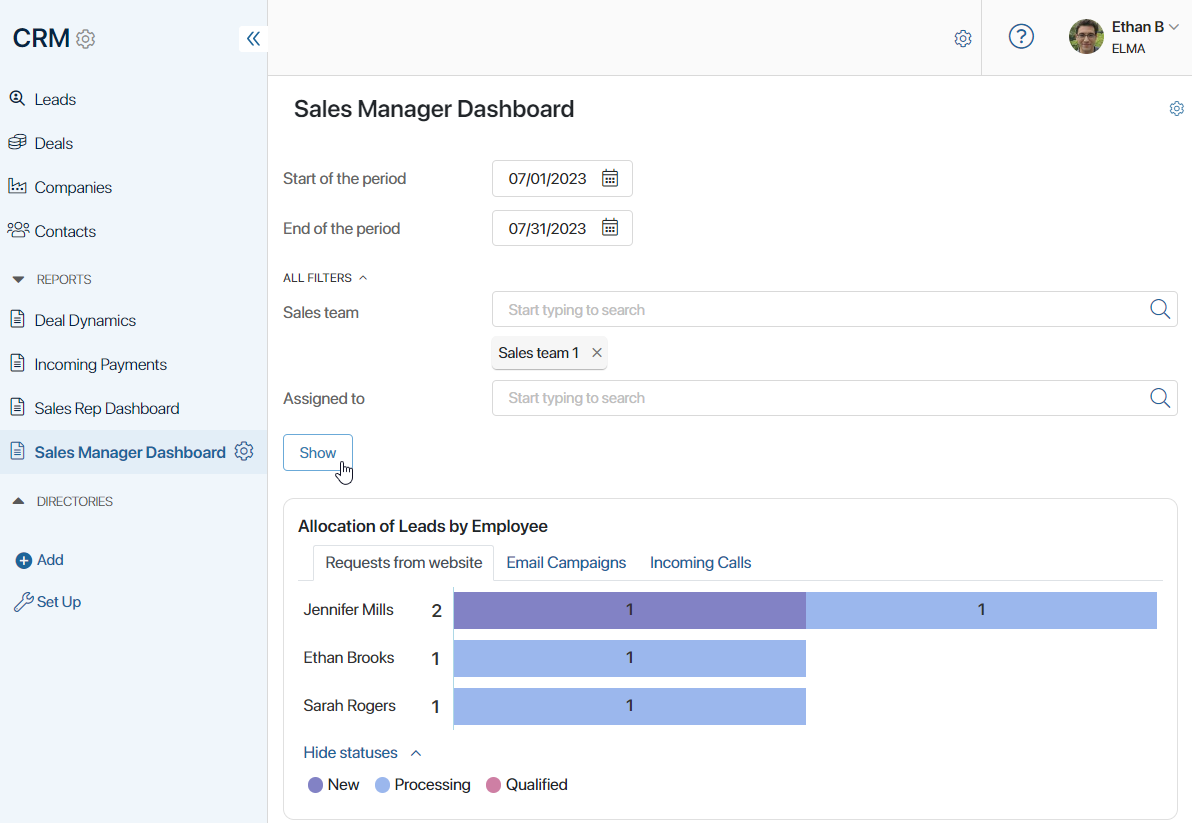 CRM
Leads
Deals
Companies
Contacts
REPORTS
Deal Dynamics
Incoming Payments
Sales Rep Dashboard
Sales Manager Dashboard
DIRECTORIES
Add
Set Up
?
Ethan B
ELMA
Sales Manager Dashboard
Start of the period 07/01/2023
End of the period 07/31/2023
ALL FILTERS
Sales team Start typing to search
Sales team 1 ×
Assigned to Start typing to search
Show
Allocation of Leads by Employee
Requests from website Email Campaigns Incoming Calls
Jennifer Mills 2 1 1
Ethan Brooks 1 1
Sarah Rogers 1 1
Hide statuses
New Processing Qualified